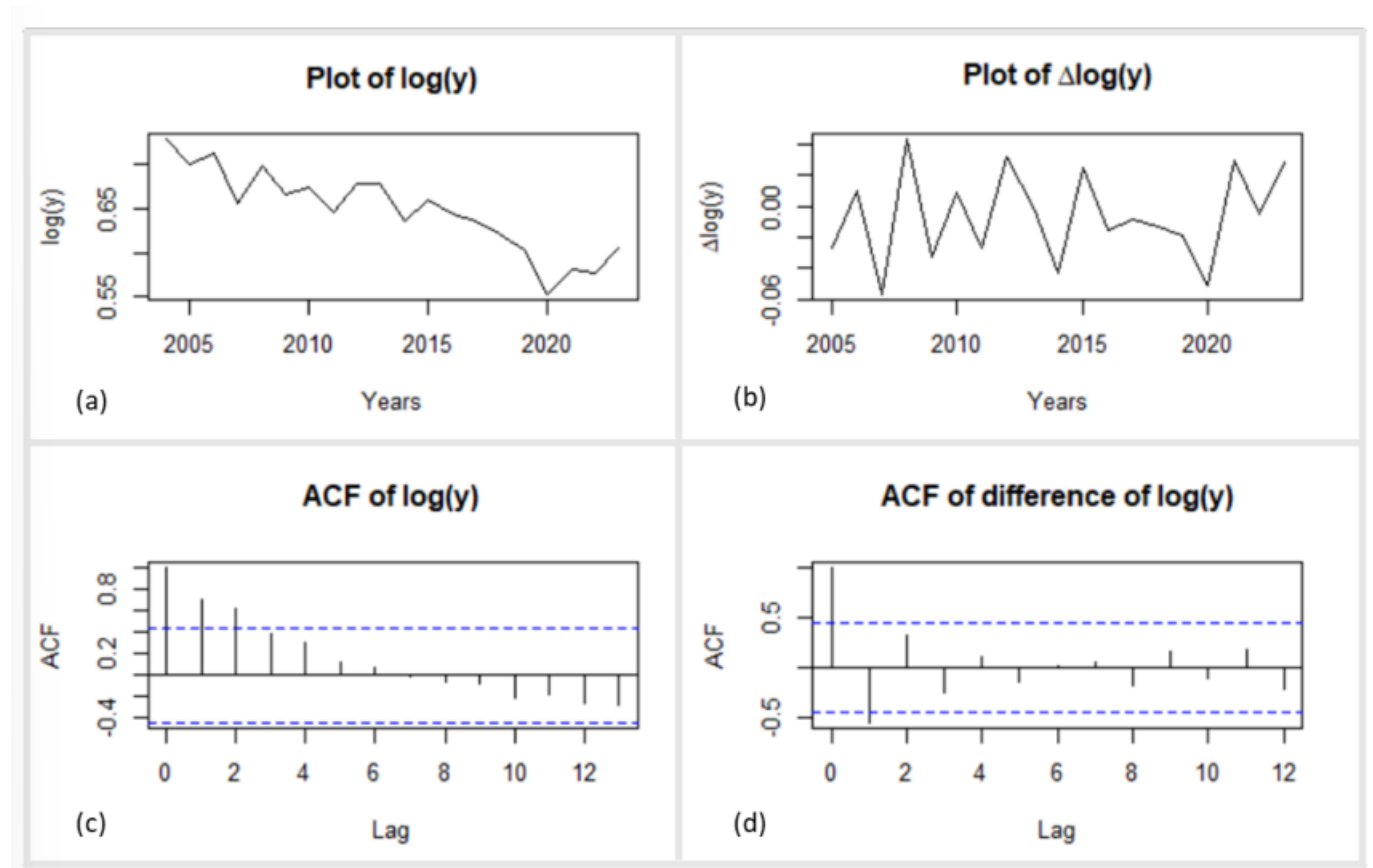 Plot of log(y)
log(y)
0.55 0.65
2005 2010 2015 2020
Years
(a)
Plot of Δlog(y)
Δlog(y)
-0.06 0.00
2005 2010 2015 2020
Years
(b)
ACF of log(y)
ACF
-0.4 0.2 0.8
0 2 4 6 8 10 12
Lag
(c)
ACF of difference of log(y)
ACF
-0.5 0.5
0 2 4 6 8 10 12
Lag
(d)